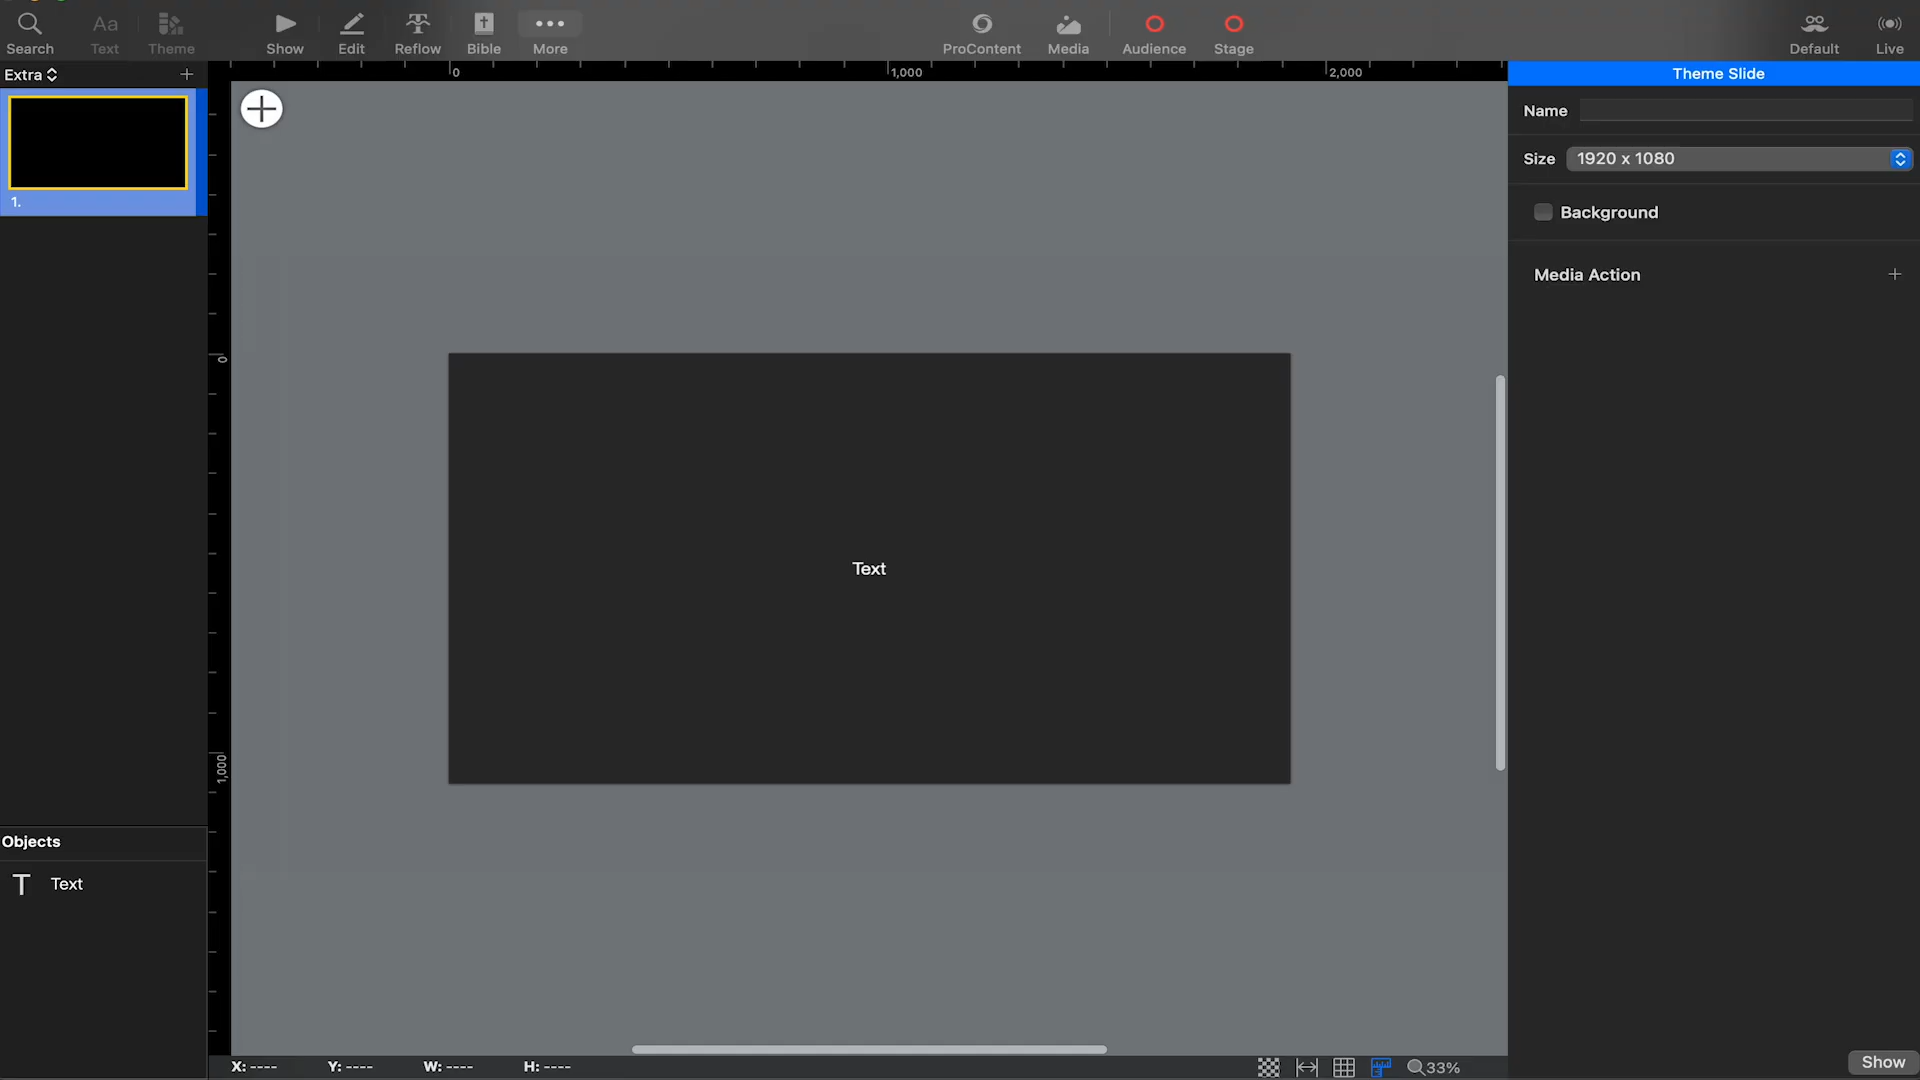 Search Text Theme Show Edit Reflow Bible More ProContent Media Audience Stage Default Live
Extra
0 1,000 2,000
Theme Slide
Name
Size 1920 x 1080
1.
Background
Media Action
0
Text
1,000
Objects
T Text
X: ---- Y: ---- W: ---- H: ---- 33%
Show